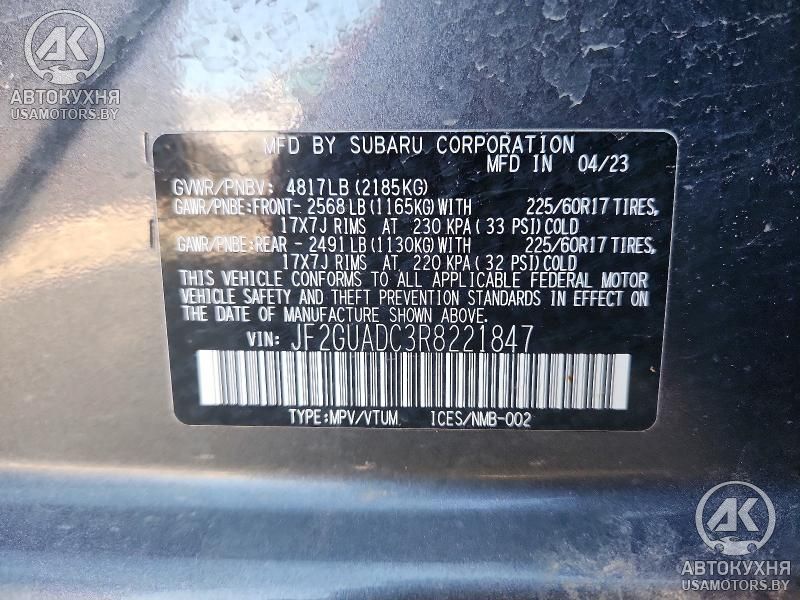 AK
АВТОКУХНЯ
USAMOTORS.BY
MFD BY SUBARU CORPORATION
MFD IN 04/23
GVWR/PNBV: 4817LB (2185KG)
GAWR/PNBE:FRONT- 2568 LB (1165KG) WITH 225/60R17 TIRES,
17X7J RIMS AT 230 KPA ( 33 PSI) COLD
GAWR/PNBE:REAR - 2491 LB (1130KG) WITH 225/60R17 TIRES,
17X7J RIMS AT 220 KPA ( 32 PSI) COLD
THIS VEHICLE CONFORMS TO ALL APPLICABLE FEDERAL MOTOR
VEHICLE SAFETY AND THEFT PREVENTION STANDARDS IN EFFECT ON
THE DATE OF MANUFACTURE SHOWN ABOVE.
VIN: JF2GUADC3R8221847
TYPE:MPV/VTUM ICES/NMB-002
AK
АВТОКУХНЯ
USAMOTORS.BY